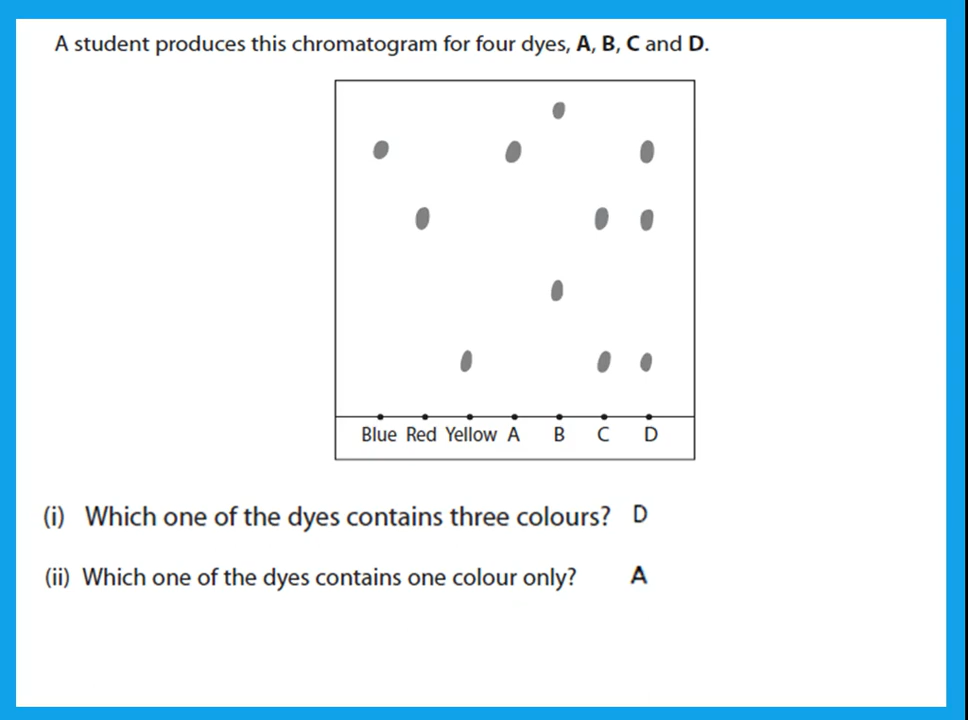 A student produces this chromatogram for four dyes, A, B, C and D.
Blue Red Yellow A B C D
(i) Which one of the dyes contains three colours? D
(ii) Which one of the dyes contains one colour only? A